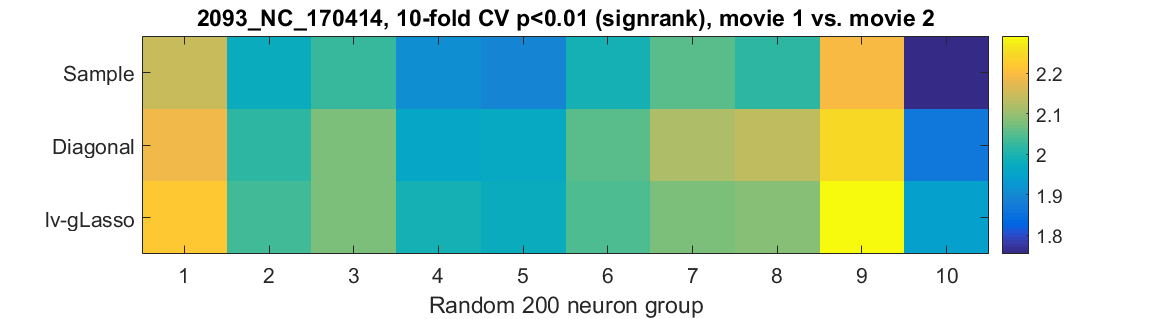 2093_NC_170414, 10-fold CV p<0.01 (signrank), movie 1 vs. movie 2
Sample
Diagonal
lv-gLasso
1 2 3 4 5 6 7 8 9 10
Random 200 neuron group
2.2
2.1
2
1.9
1.8